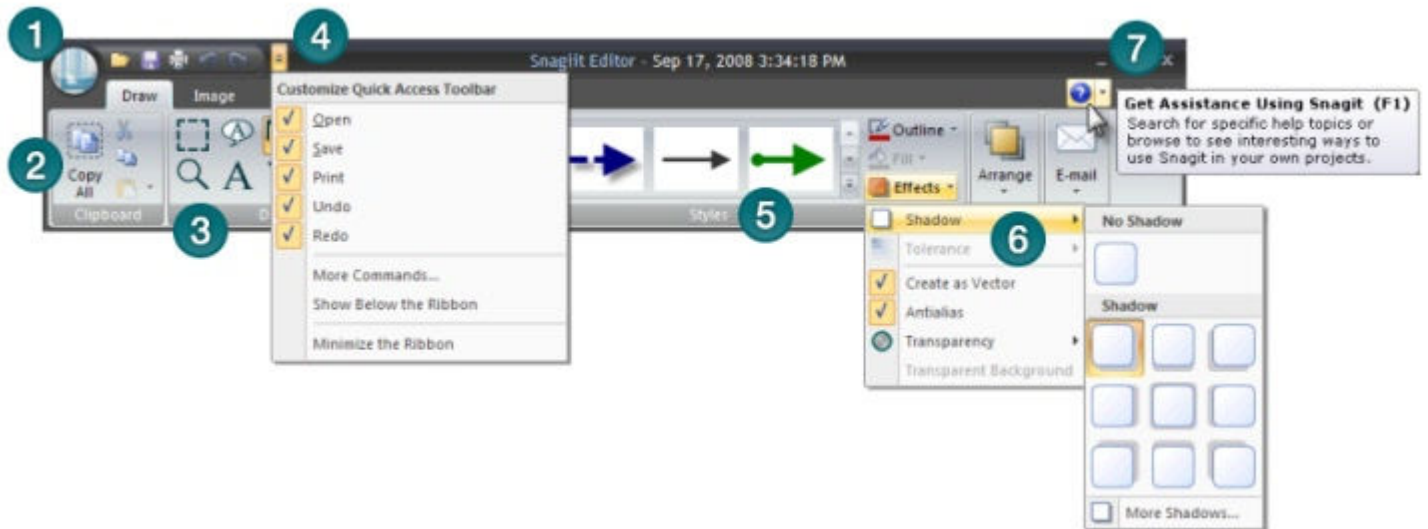 1
4
7
Snagiit Editor - Sep 17, 2008 3:34:18 PM
Draw
Image
Customize Quick Access Toolbar
Open
Save
Print
Undo
Redo
More Commands...
Show Below the Ribbon
Minimize the Ribbon
Get Assistance Using Snagit (F1)
Search for specific help topics or
browse to see interesting ways to
use Snagit in your own projects.
2
Copy
All
Clipboard
A
A
3
D
Styles
5
Outline
Fill
Effects
Arrange
E-mail
Shadow
6
Tolerance
Create as Vector
Antialias
Transparency
Transparent Background
No Shadow
Shadow
More Shadows...